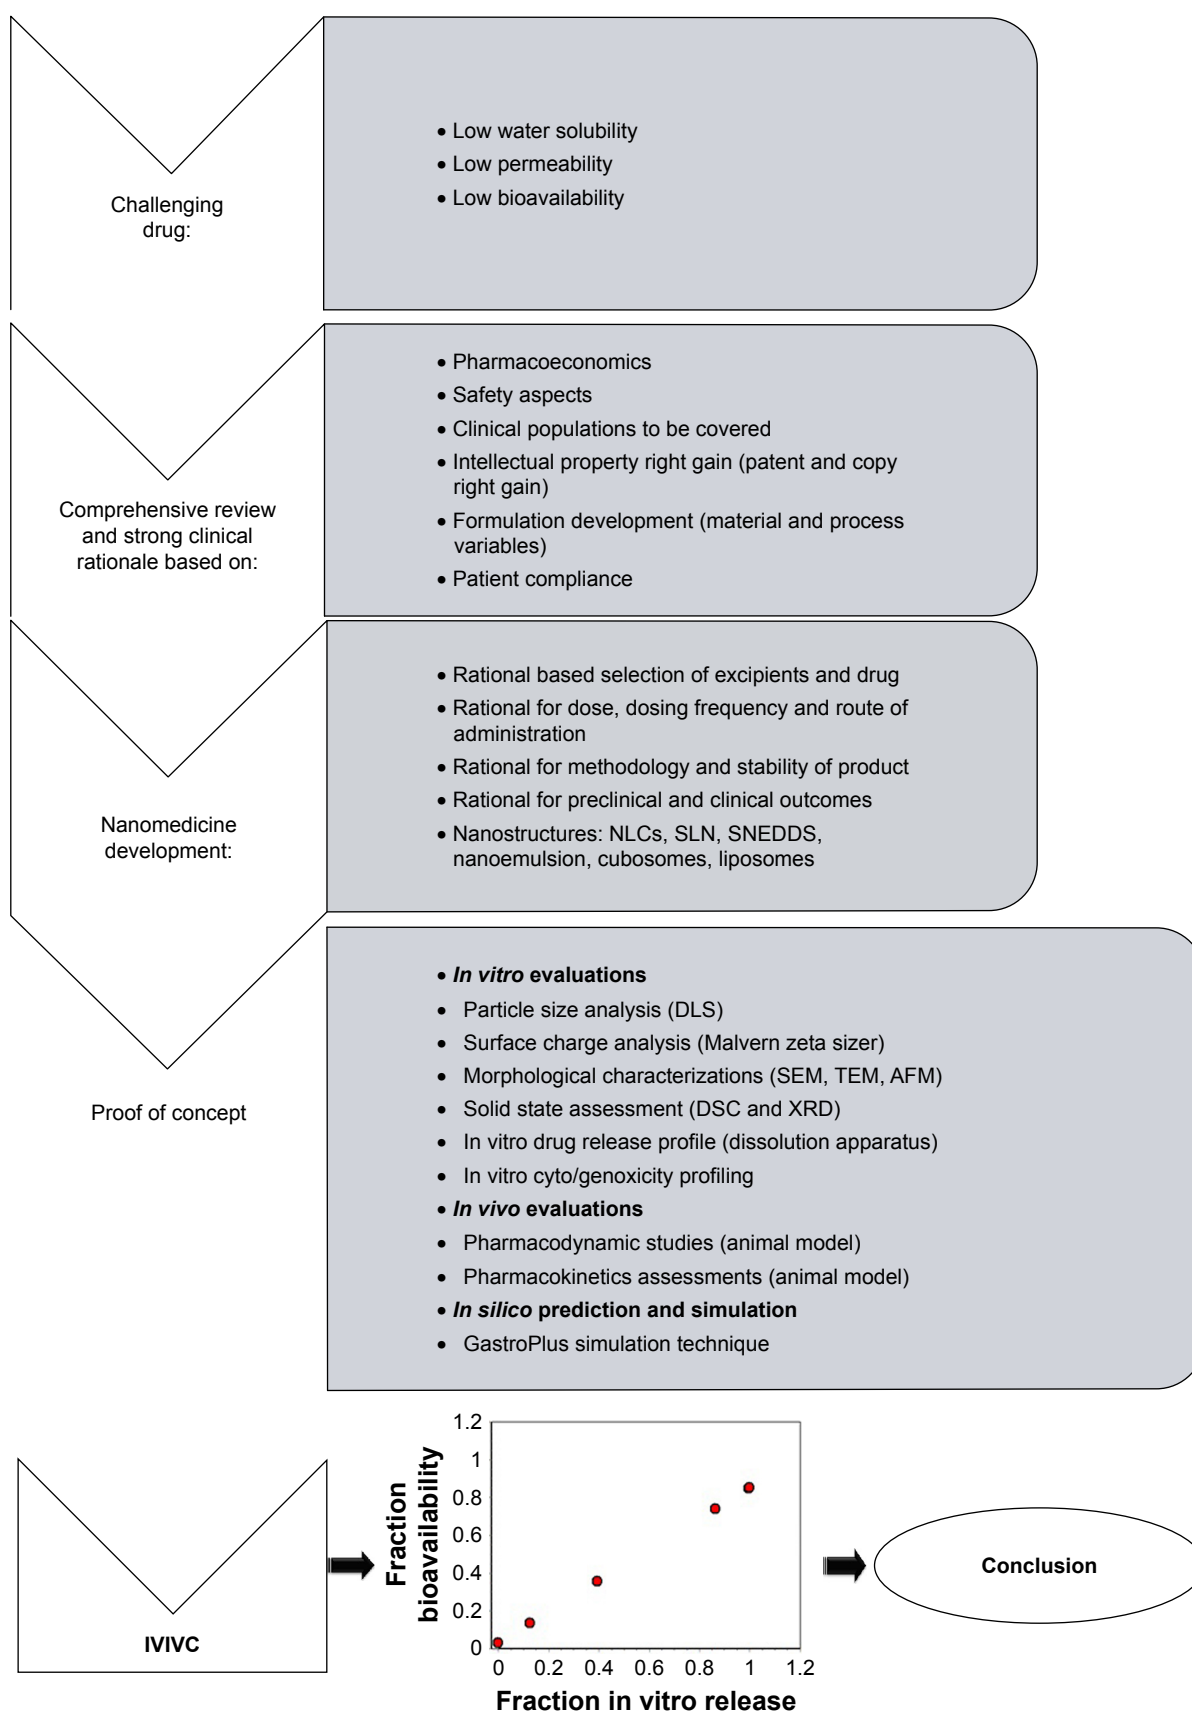 Challenging
drug:
• Low water solubility
• Low permeability
• Low bioavailability
Comprehensive review
and strong clinical
rationale based on:
• Pharmacoeconomics
• Safety aspects
• Clinical populations to be covered
• Intellectual property right gain (patent and copy
right gain)
• Formulation development (material and process
variables)
• Patient compliance
Nanomedicine
development:
• Rational based selection of excipients and drug
• Rational for dose, dosing frequency and route of
administration
• Rational for methodology and stability of product
• Rational for preclinical and clinical outcomes
• Nanostructures: NLCs, SLN, SNEDDS,
nanoemulsion, cubosomes, liposomes
Proof of concept
• In vitro evaluations
• Particle size analysis (DLS)
• Surface charge analysis (Malvern zeta sizer)
• Morphological characterizations (SEM, TEM, AFM)
• Solid state assessment (DSC and XRD)
• In vitro drug release profile (dissolution apparatus)
• In vitro cyto/genoxicity profiling
• In vivo evaluations
• Pharmacodynamic studies (animal model)
• Pharmacokinetics assessments (animal model)
• In silico prediction and simulation
• GastroPlus simulation technique
IVIVC
Fraction
bioavailability
1.2
1
0.8
0.6
0.4
0.2
0
0 0.2 0.4 0.6 0.8 1 1.2
Fraction in vitro release
Conclusion